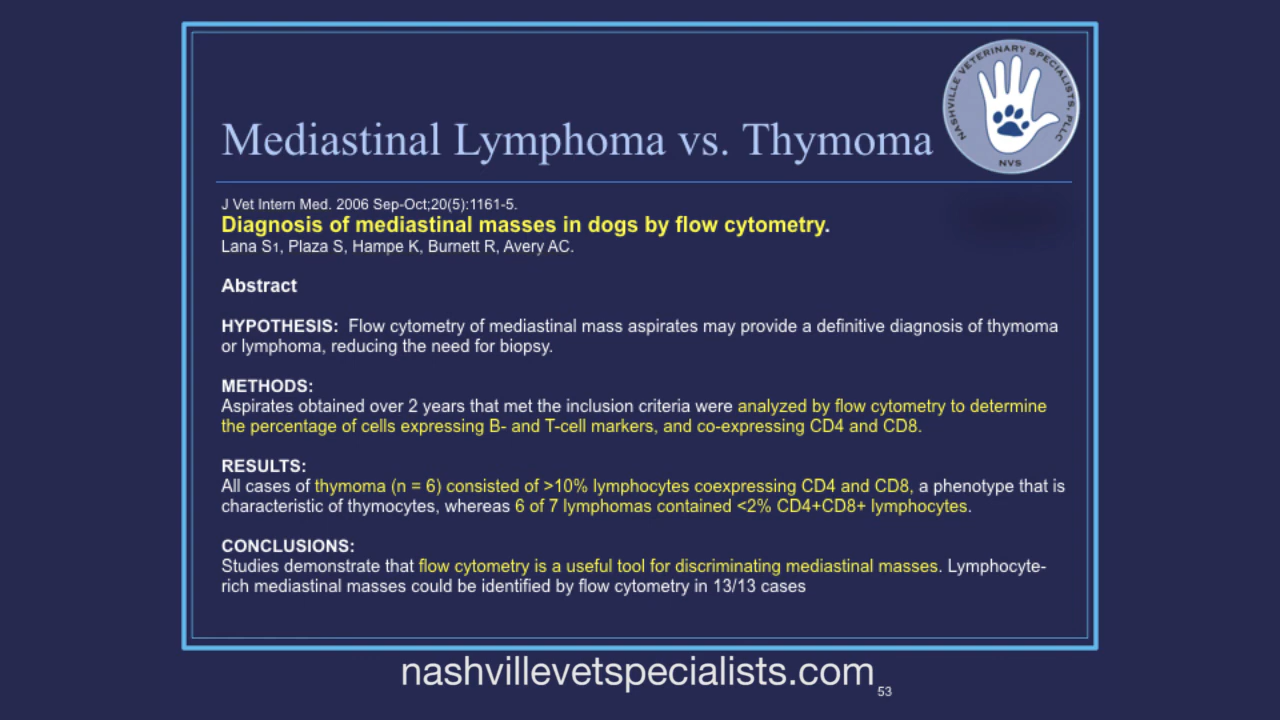 NASHVILLE VETERINARY SPECIALISTS, PLLC
NVS
Mediastinal Lymphoma vs. Thymoma
J Vet Intern Med. 2006 Sep-Oct;20(5):1161-5.
Diagnosis of mediastinal masses in dogs by flow cytometry.
Lana S1, Plaza S, Hampe K, Burnett R, Avery AC.
Abstract
HYPOTHESIS: Flow cytometry of mediastinal mass aspirates may provide a definitive diagnosis of thymoma
or lymphoma, reducing the need for biopsy.
METHODS:
Aspirates obtained over 2 years that met the inclusion criteria were analyzed by flow cytometry to determine
the percentage of cells expressing B- and T-cell markers, and co-expressing CD4 and CD8.
RESULTS:
All cases of thymoma (n = 6) consisted of >10% lymphocytes coexpressing CD4 and CD8, a phenotype that is
characteristic of thymocytes, whereas 6 of 7 lymphomas contained <2% CD4+CD8+ lymphocytes.
CONCLUSIONS:
Studies demonstrate that flow cytometry is a useful tool for discriminating mediastinal masses. Lymphocyte-
rich mediastinal masses could be identified by flow cytometry in 13/13 cases
nashvillevetspecialists.com
53